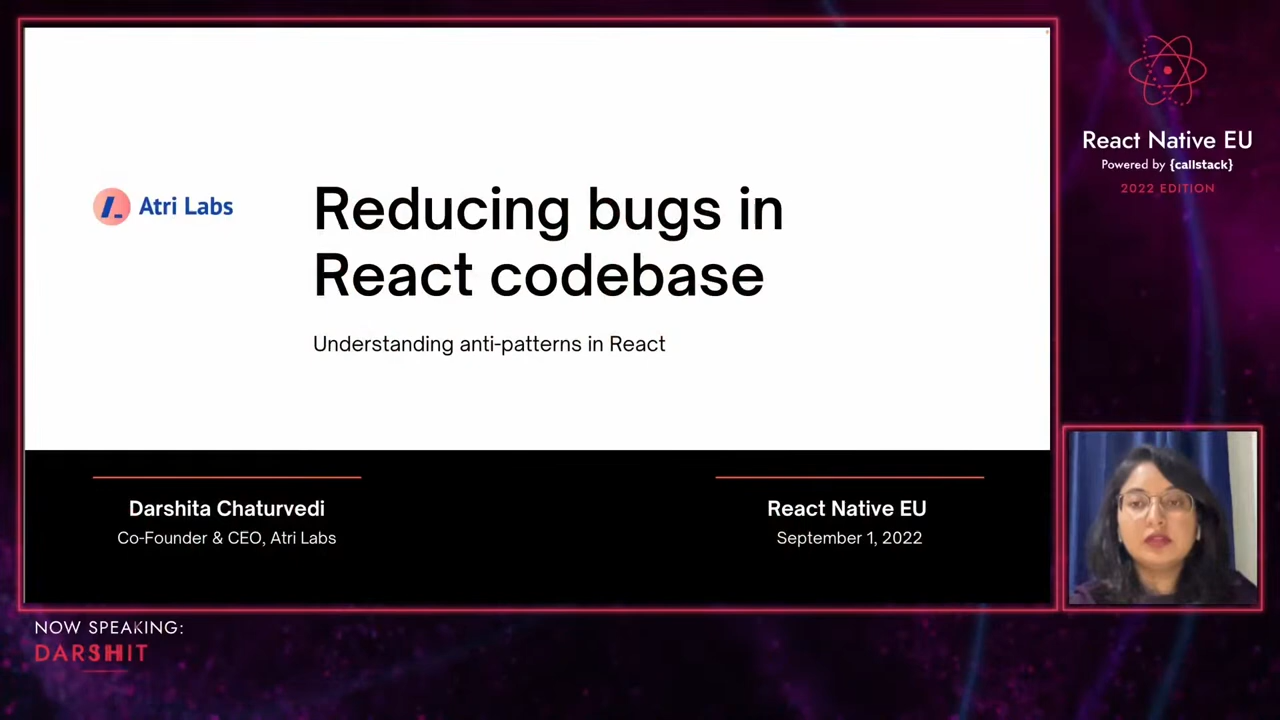 Atri Labs
Reducing bugs in
React codebase
Understanding anti-patterns in React
Darshita Chaturvedi
Co-Founder & CEO, Atri Labs
React Native EU
September 1, 2022
React Native EU
Powered by {callstack}
2022 EDITION
NOW SPEAKING:
DARSHIT